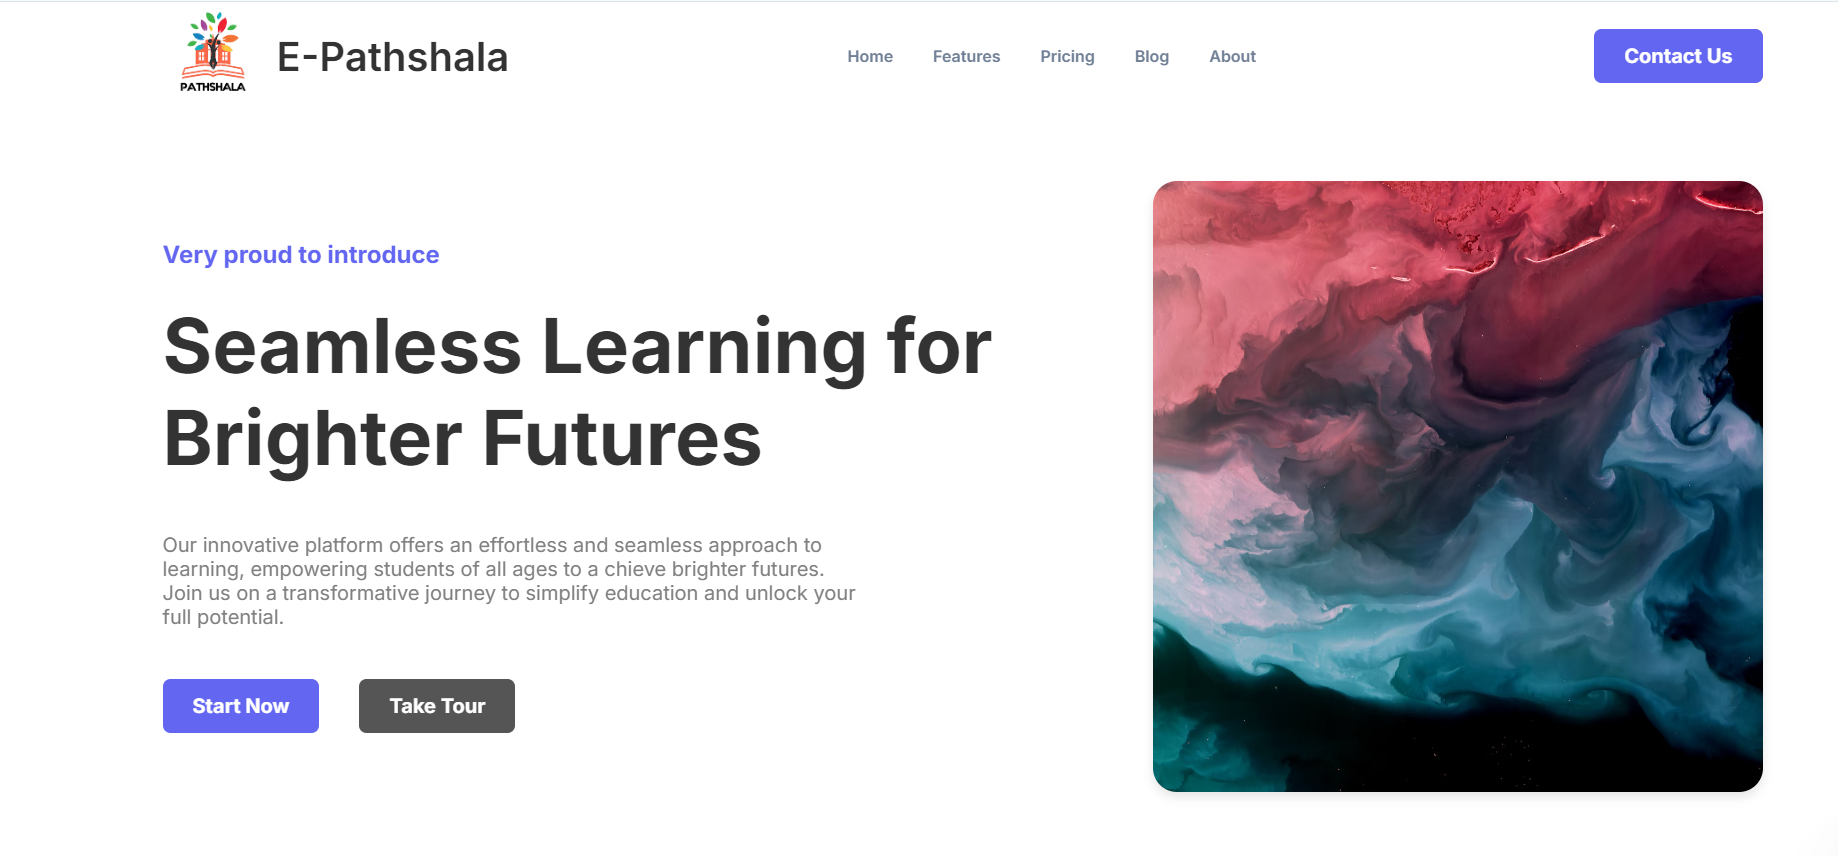 PATHSHALA
E-Pathshala
Home
Features
Pricing
Blog
About
Contact Us
Very proud to introduce
Seamless Learning for
Brighter Futures
Our innovative platform offers an effortless and seamless approach to
learning, empowering students of all ages to a chieve brighter futures.
Join us on a transformative journey to simplify education and unlock your
full potential.
Start Now
Take Tour